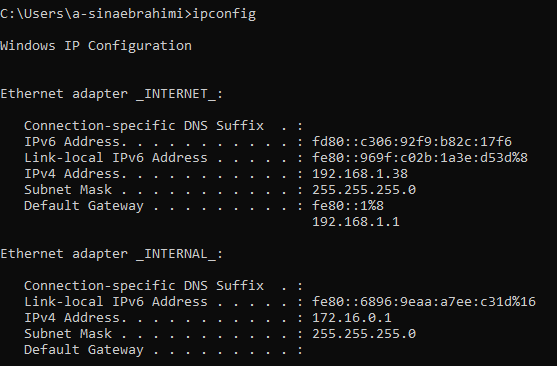 C:\Users\a-sinaebrahimi>ipconfig
Windows IP Configuration
Ethernet adapter _INTERNET_:
Connection-specific DNS Suffix  . :
IPv6 Address. . . . . . . . . . . : fd80::c306:92f9:b82c:17f6
Link-local IPv6 Address . . . . . : fe80::969f:c02b:1a3e:d53d%8
IPv4 Address. . . . . . . . . . . : 192.168.1.38
Subnet Mask . . . . . . . . . . . : 255.255.255.0
Default Gateway . . . . . . . . . : fe80::1%8
192.168.1.1
Ethernet adapter _INTERNAL_:
Connection-specific DNS Suffix  . :
Link-local IPv6 Address . . . . . : fe80::6896:9eaa:a7ee:c31d%16
IPv4 Address. . . . . . . . . . . : 172.16.0.1
Subnet Mask . . . . . . . . . . . : 255.255.255.0
Default Gateway . . . . . . . . . :